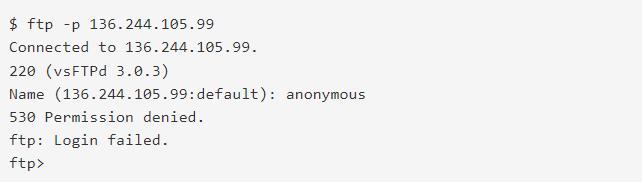 $ ftp -p 136.244.105.99
Connected to 136.244.105.99.
220 (vsFTPd 3.0.3)
Name (136.244.105.99:default): anonymous
530 Permission denied.
ftp: Login failed.
ftp>